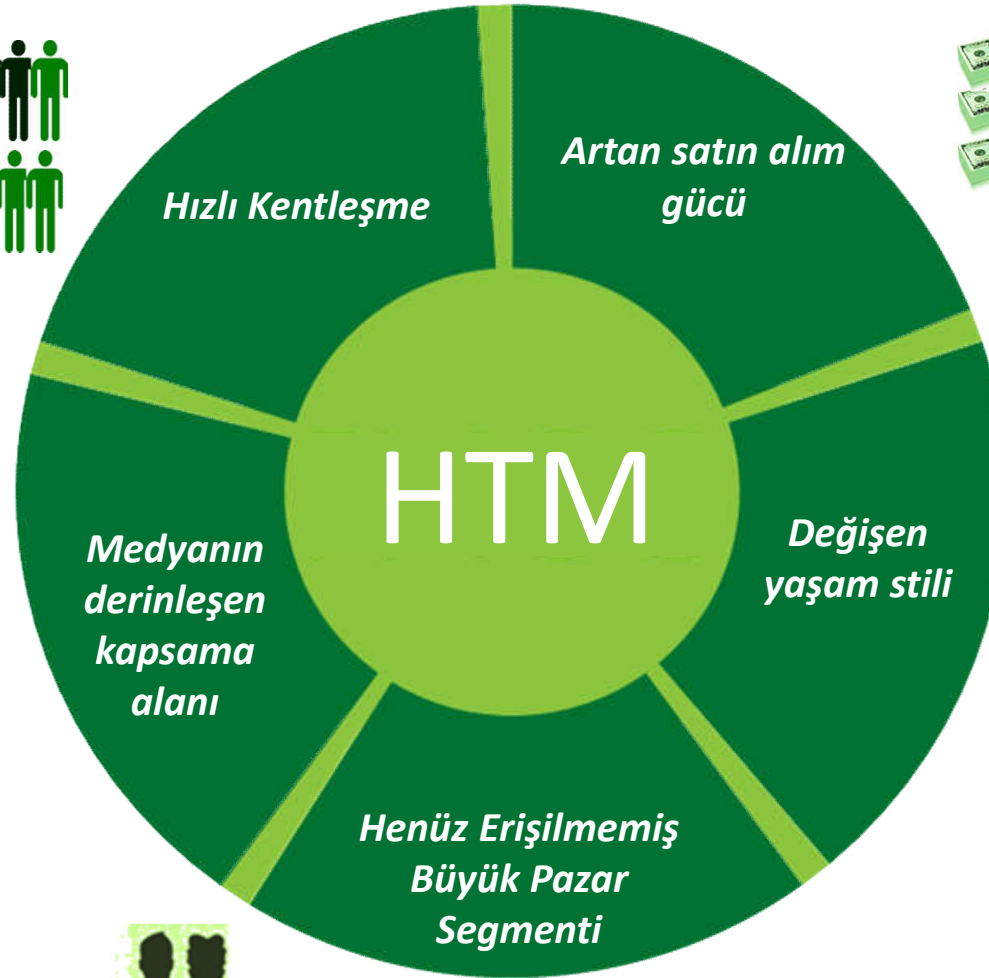 Artan satın alım
gücü
Değişen
yaşam stili
Henüz Erişilmemiş
Büyük Pazar
Segmenti
Medyanın
derinleşen
kapsama
alanı
Hızlı Kentleşme
HTM